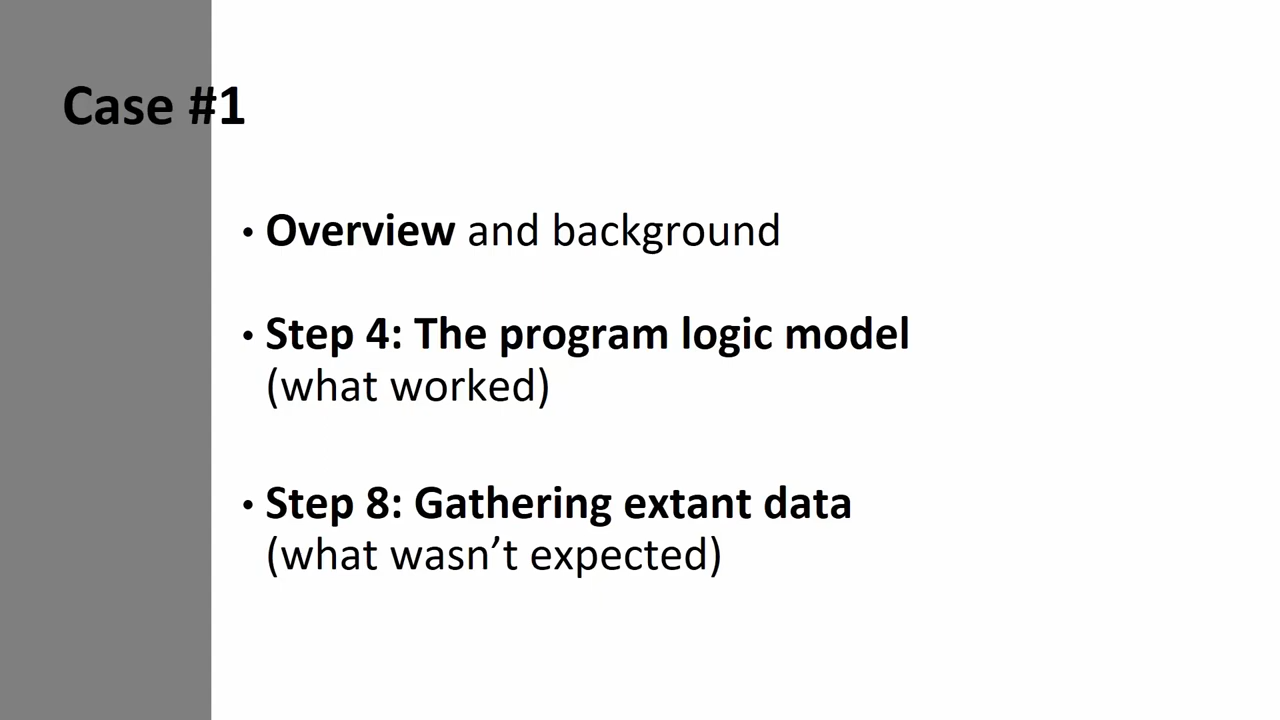 Case #1
• Overview and background
• Step 4: The program logic model
(what worked)
• Step 8: Gathering extant data
(what wasn’t expected)